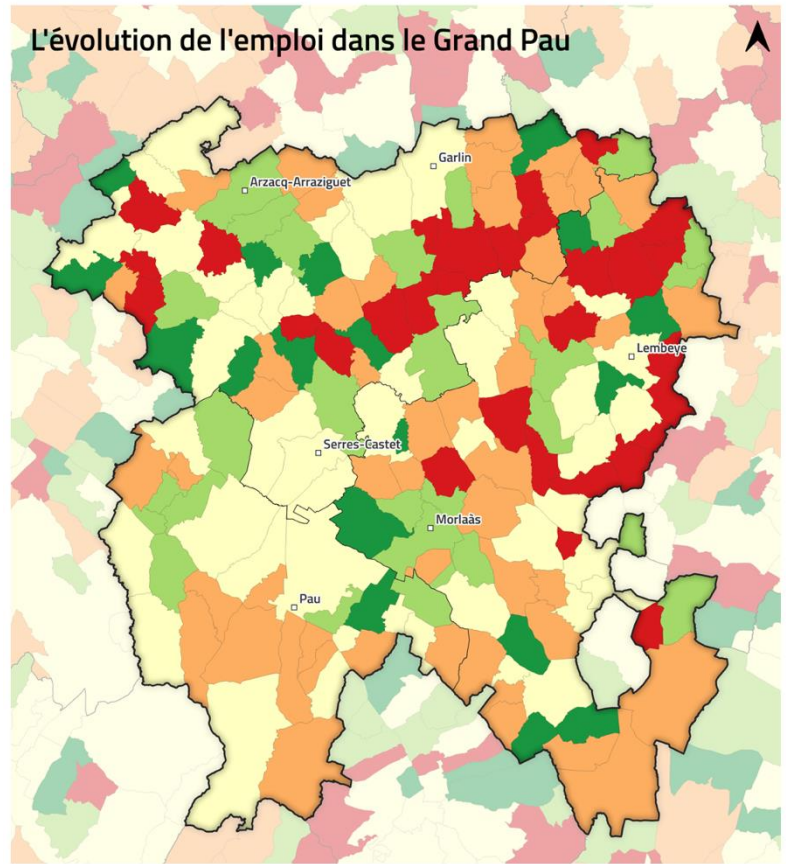 L'évolution de l'emploi dans le Grand Pau
Garlin
Arzacq-Arraziguet
Lembeye
Serres-Castet
Morlaàs
Pau